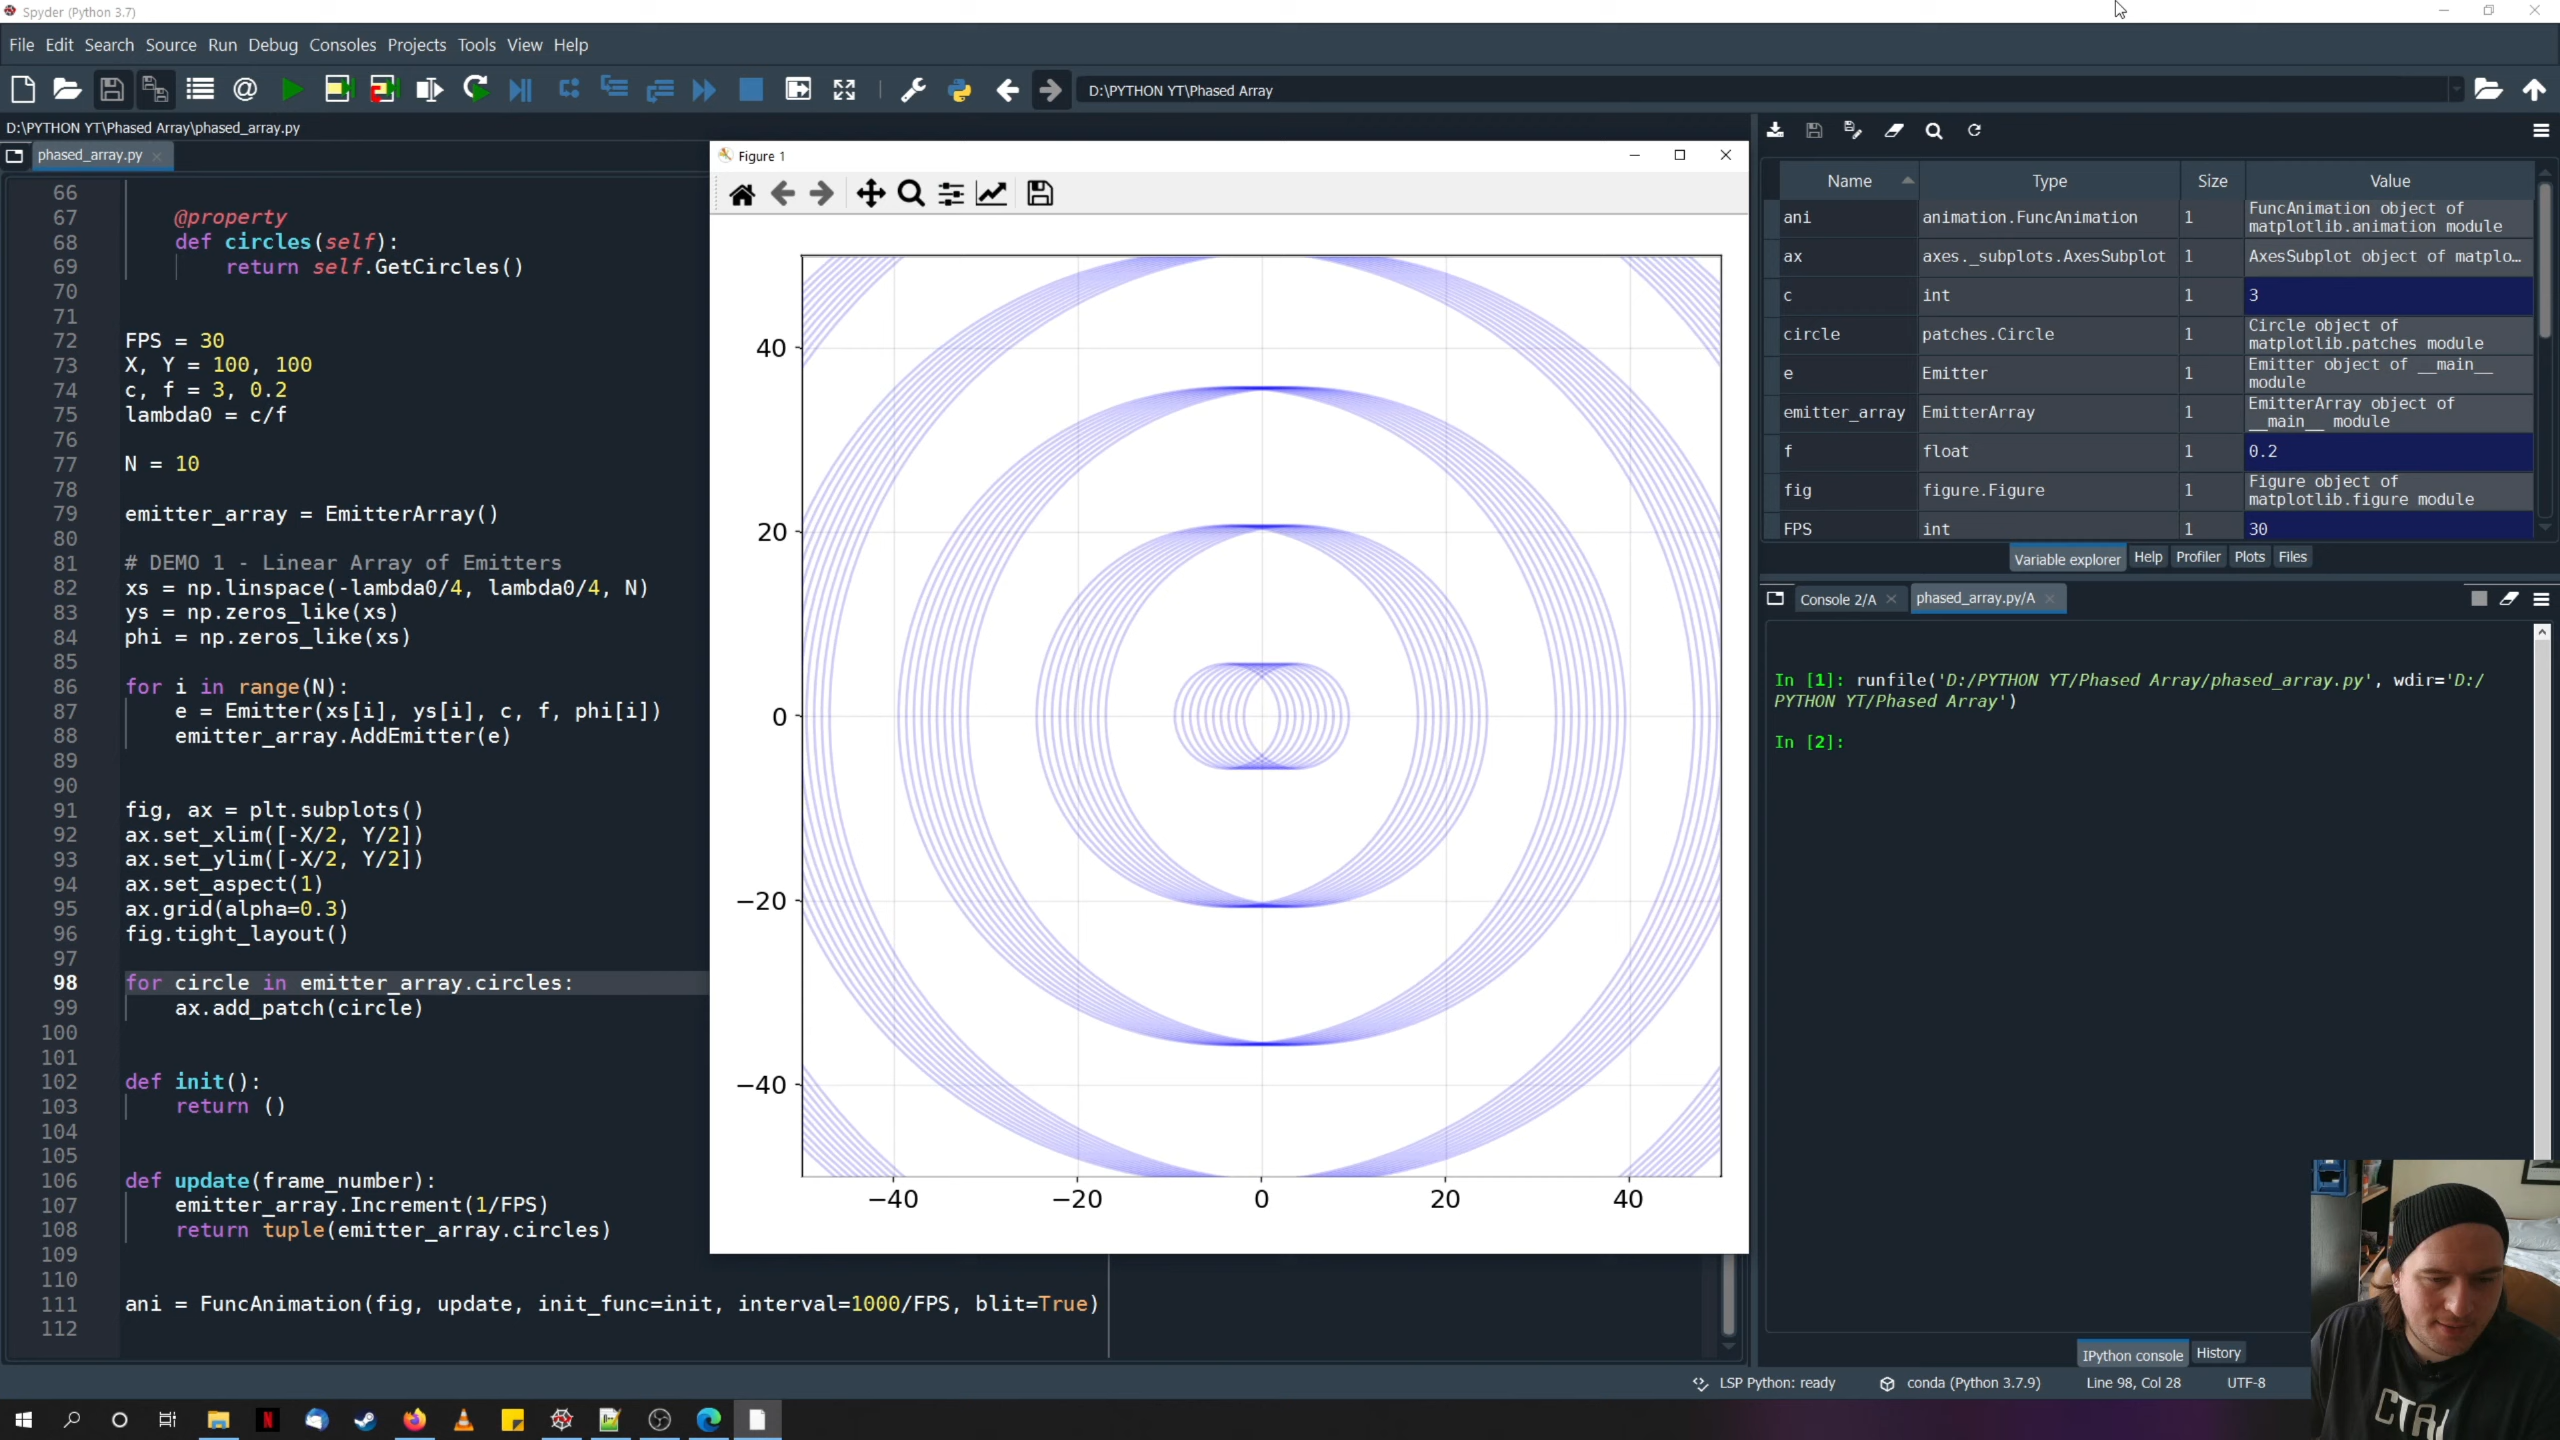 Spyder (Python 3.7)
File Edit Search Source Run Debug Consoles Projects Tools View Help
D:\PYTHON YT\Phased Array
D:\PYTHON YT\Phased Array\phased_array.py
phased_array.py
66
67 @property
68 def circles(self):
69 return self.GetCircles()
70
71
72 FPS = 30
73 X, Y = 100, 100
74 c, f = 3, 0.2
75 lambda0 = c/f
76
77 N = 10
78
79 emitter_array = EmitterArray()
80
81 # DEMO 1 - Linear Array of Emitters
82 xs = np.linspace(-lambda0/4, lambda0/4, N)
83 ys = np.zeros_like(xs)
84 phi = np.zeros_like(xs)
85
86 for i in range(N):
87 e = Emitter(xs[i], ys[i], c, f, phi[i])
88 emitter_array.AddEmitter(e)
89
90
91 fig, ax = plt.subplots()
92 ax.set_xlim([-X/2, Y/2])
93 ax.set_ylim([-X/2, Y/2])
94 ax.set_aspect(1)
95 ax.grid(alpha=0.3)
96 fig.tight_layout()
97
98 for circle in emitter_array.circles:
99 ax.add_patch(circle)
100
101
102 def init():
103 return ()
104
105
106 def update(frame_number):
107 emitter_array.Increment(1/FPS)
108 return tuple(emitter_array.circles)
109
110
111 ani = FuncAnimation(fig, update, init_func=init, interval=1000/FPS, blit=True)
112
Figure 1
40
20
0
−20
−40
−40 −20 0 20 40
Name Type Size Value
ani animation.FuncAnimation 1 FuncAnimation object of
matplotlib.animation module
ax axes._subplots.AxesSubplot 1 AxesSubplot object of matplo…
c int 1 3
circle patches.Circle 1 Circle object of
matplotlib.patches module
e Emitter 1 Emitter object of __main__
module
emitter_array EmitterArray 1 EmitterArray object of
__main__ module
f float 1 0.2
fig figure.Figure 1 Figure object of
matplotlib.figure module
FPS int 1 30
Variable explorer Help Profiler Plots Files
Console 2/A phased_array.py/A
In [1]: runfile('D:/PYTHON YT/Phased Array/phased_array.py', wdir='D:/
PYTHON YT/Phased Array')
In [2]:
IPython console History
LSP Python: ready conda (Python 3.7.9) Line 98, Col 28 UTF-8